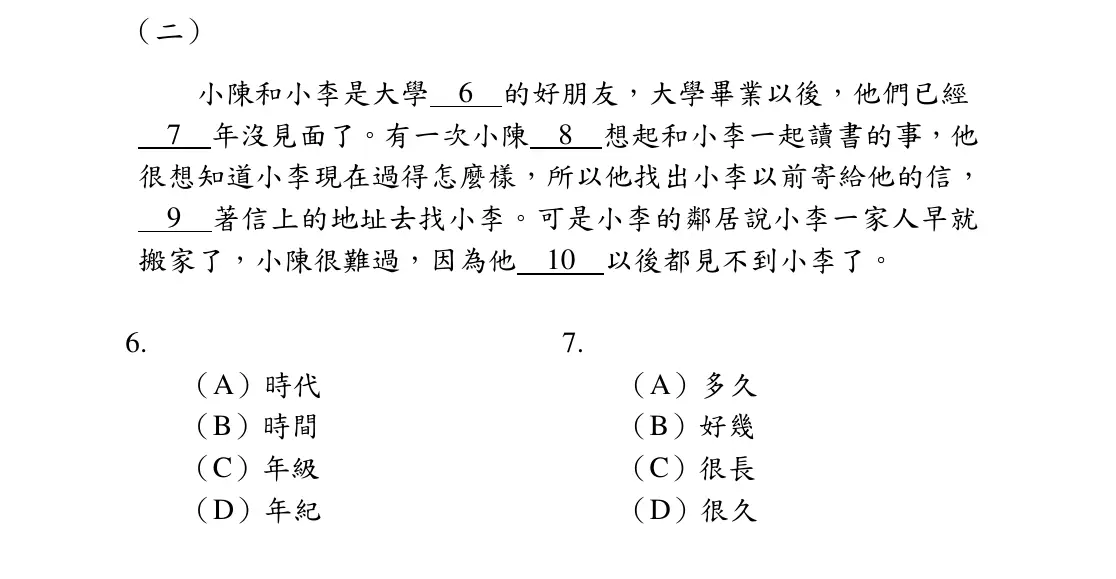 （二）
小陳和小李是大學 6 的好朋友，大學畢業以後，他們已經
7 年沒見面了。有一次小陳 8 想起和小李一起讀書的事，他
很想知道小李現在過得怎麼樣，所以他找出小李以前寄給他的信，
9 著信上的地址去找小李。可是小李的鄰居說小李一家人早就
搬家了，小陳很難過，因為他 10 以後都見不到小李了。
6. 7.
（A）時代 （A）多久
（B）時間 （B）好幾
（C）年級 （C）很長
（D）年紀 （D）很久